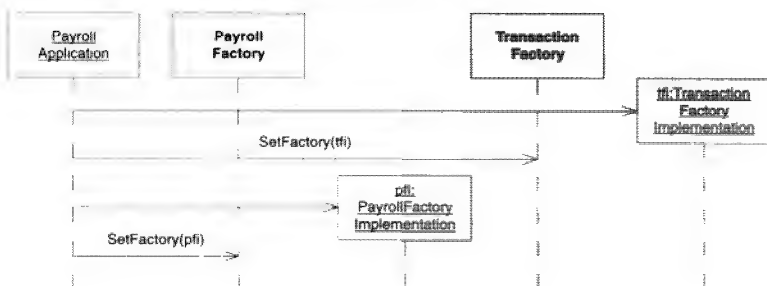 Payroll
Application
Payroll
Factory
Transaction
Factory
tfi:Transaction
Factory
Implementation
SetFactory(tfi)
pfi:
PayrollFactory
Implementation
SetFactory(pfi)